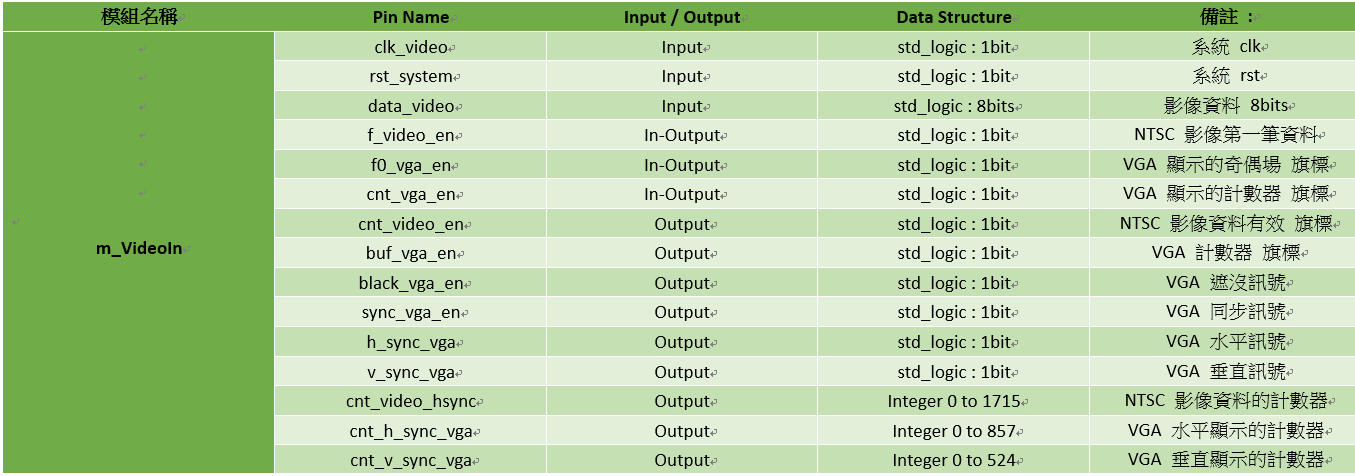 模組名稱 Pin Name Input / Output Data Structure 備註 :
clk_video Input std_logic : 1bit 系統 clk
rst_system Input std_logic : 1bit 系統 rst
data_video Input std_logic : 8bits 影像資料 8bits
f_video_en In-Output std_logic : 1bit NTSC 影像第一筆資料
f0_vga_en In-Output std_logic : 1bit VGA 顯示的奇偶場 旗標
cnt_vga_en In-Output std_logic : 1bit VGA 顯示的計數器 旗標
cnt_video_en Output std_logic : 1bit NTSC 影像資料有效 旗標
m_VideoIn
buf_vga_en Output std_logic : 1bit VGA 計數器 旗標
black_vga_en Output std_logic : 1bit VGA 遮沒訊號
sync_vga_en Output std_logic : 1bit VGA 同步訊號
h_sync_vga Output std_logic : 1bit VGA 水平訊號
v_sync_vga Output std_logic : 1bit VGA 垂直訊號
cnt_video_hsync Output Integer 0 to 1715 NTSC 影像資料的計數器
cnt_h_sync_vga Output Integer 0 to 857 VGA 水平顯示的計數器
cnt_v_sync_vga Output Integer 0 to 524 VGA 垂直顯示的計數器